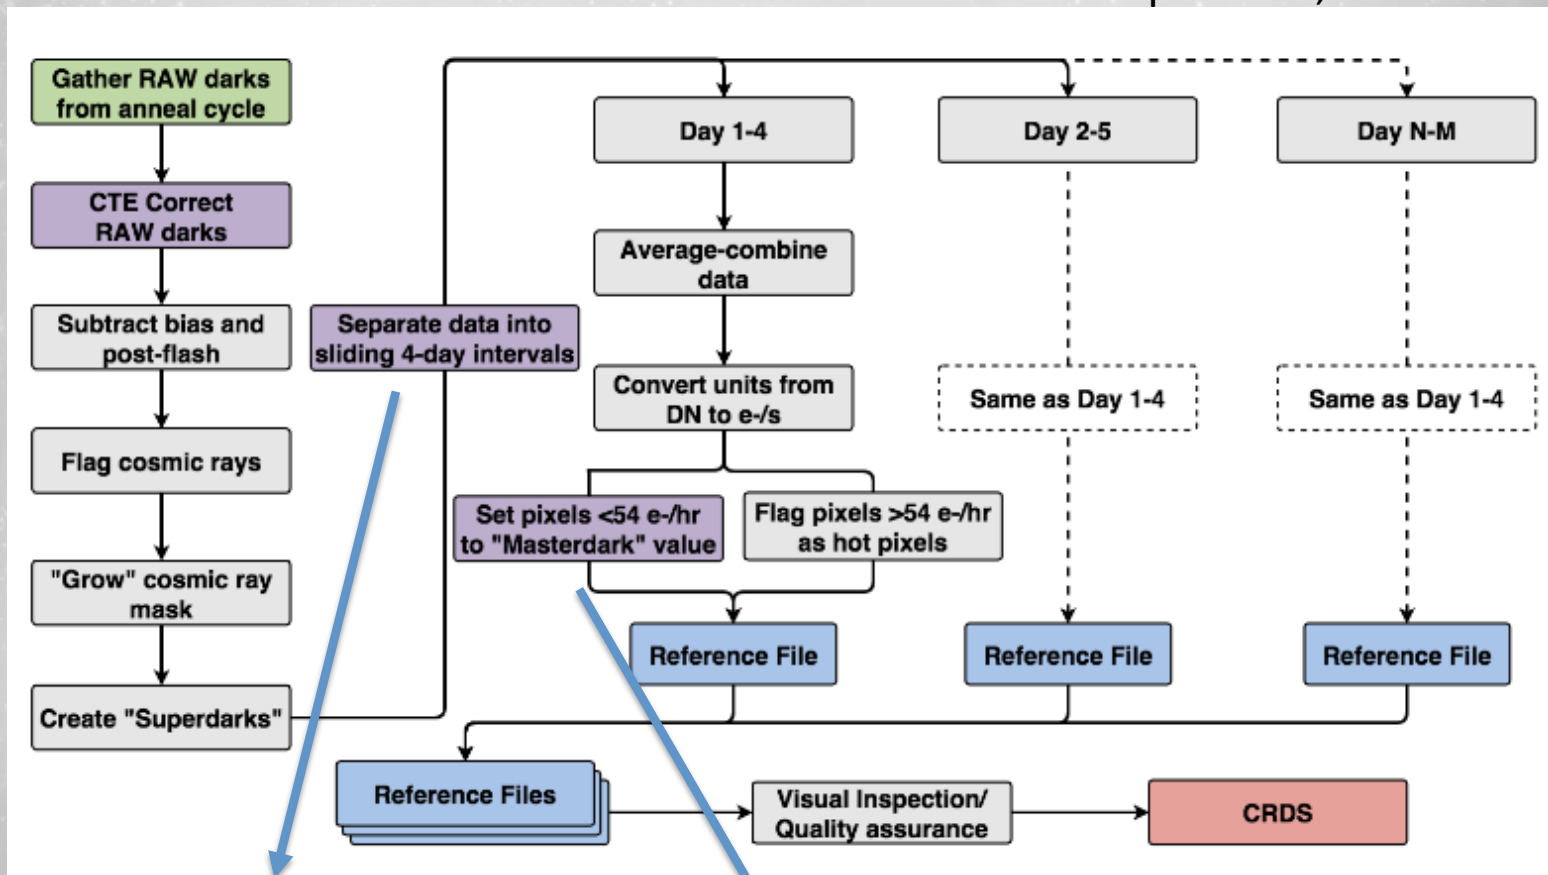 Gather RAW darks
from anneal cycle
CTE Correct
RAW darks
Subtract bias and
post-flash
Flag cosmic rays
"Grow" cosmic ray
mask
Create "Superdarks"
Separate data into
sliding 4-day intervals
Day 1-4
Average-combine
data
Convert units from
DN to e-/s
Set pixels <54 e-/hr
to "Masterdark" value
Flag pixels >54 e-/hr
as hot pixels
Reference File
Day 2-5
Same as Day 1-4
Reference File
Day N-M
Same as Day 1-4
Reference File
Reference Files
Visual Inspection/
Quality assurance
CRDS